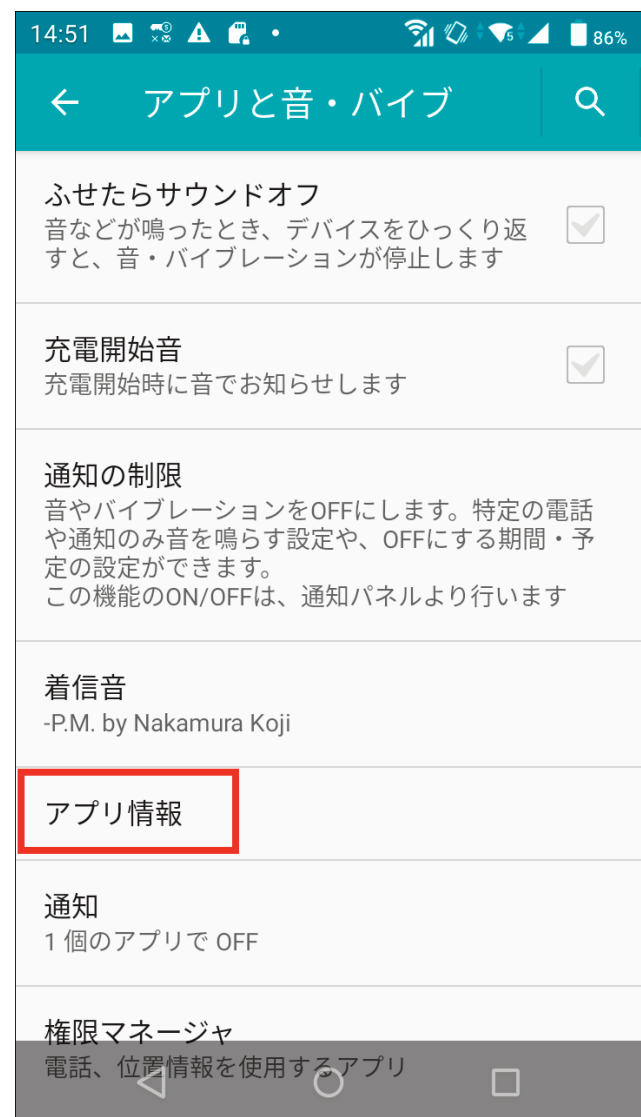 14:51
86%
アプリと音・バイブ
ふせたらサウンドオフ
音などが鳴ったとき、デバイスをひっくり返
すと、音・バイブレーションが停止します
充電開始音
充電開始時に音でお知らせします
通知の制限
音やバイブレーションをOFFにします。特定の電話
や通知のみ音を鳴らす設定や、OFFにする期間・予
定の設定ができます。
この機能のON/OFFは、通知パネルより行います
着信音
-P.M. by Nakamura Koji
アプリ情報
通知
1 個のアプリで OFF
権限マネージャ
電話、位置情報を使用するアプリ